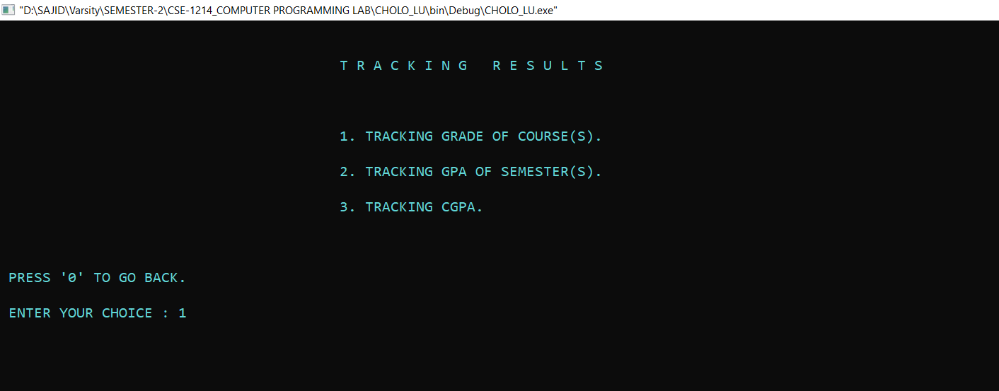 "D:\SAJID\Varsity\SEMESTER-2\CSE-1214_COMPUTER PROGRAMMING LAB\CHOLO_LU\bin\Debug\CHOLO_LU.exe"
T R A C K I N G   R E S U L T S
1. TRACKING GRADE OF COURSE(S).
2. TRACKING GPA OF SEMESTER(S).
3. TRACKING CGPA.
PRESS '0' TO GO BACK.
ENTER YOUR CHOICE : 1